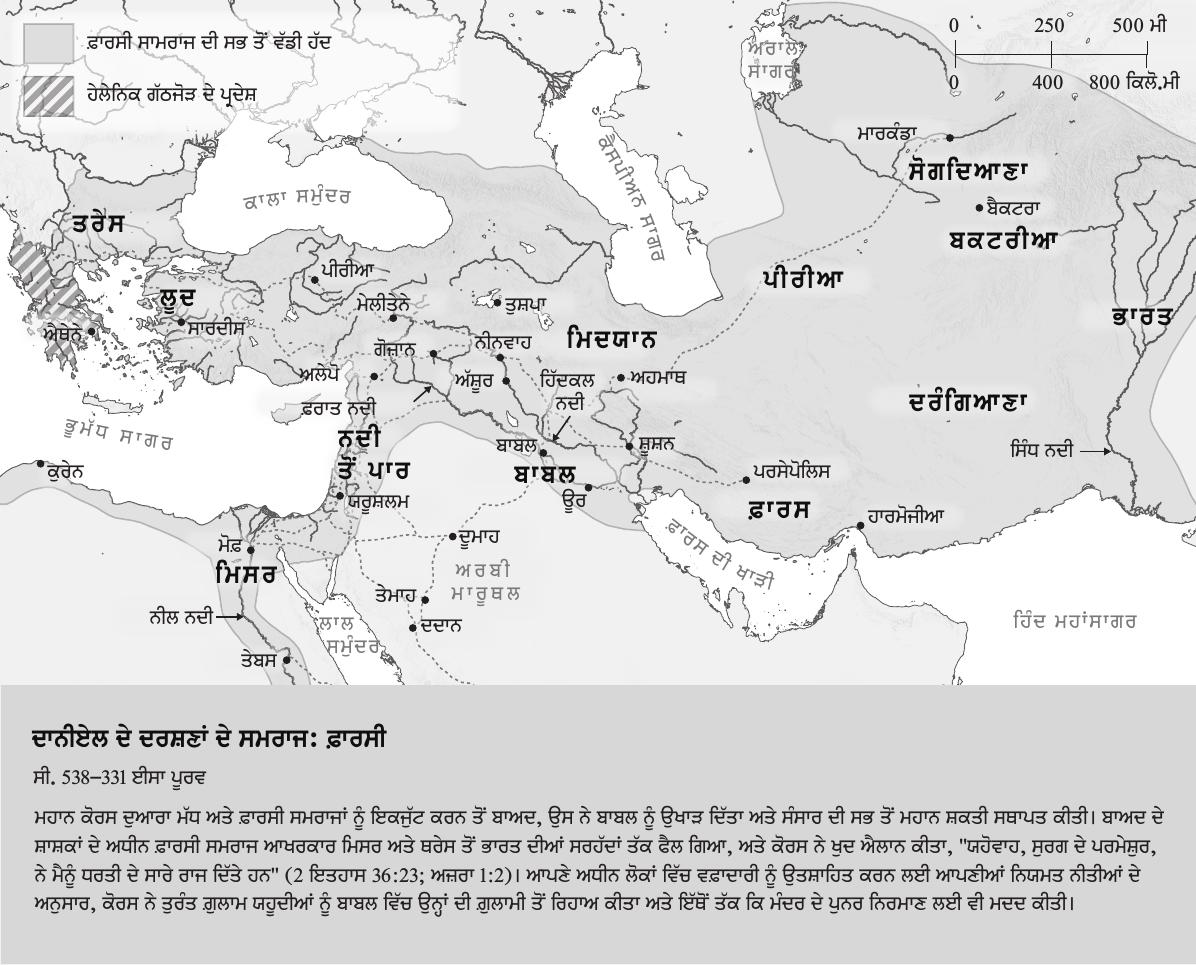 ਫ਼ਾਰਸੀ ਸਾਮਰਾਜ ਦੀ ਸਭ ਤੋਂ ਵੱਡੀ ਹੱਦ
ਹੇਲੇਨਿਕ ਗੱਠਜੋੜ ਦੇ ਪ੍ਰਦੇਸ਼
0 250 500 ਮੀ
0 400 800 ਕਿਲੋ.ਮੀ
ਅਰਾਲ
ਸਾਗਰ
ਮਾਰਕੰਡਾ
ਸੋਗਦਿਆਣਾ
ਬੈਕਟਰਾ
ਬਕਟਰੀਆ
ਕੈਸਪੀਅਨ ਸਾਗਰ
ਕਾਲਾ ਸਮੁੰਦਰ
ਤਰੇਸ
ਪੀਰੀਆ
ਪੀਰੀਆ
ਲੂਦ
ਮੇਲੀਤੇਨੇ
ਤੁਸ਼ਪਾ
ਭਾਰਤ
ਸਾਰਦੀਸ
ਐਥੇਨੇ
ਨੀਨਵਾਹ
ਮਿਦਯਾਨ
ਗੋਜ਼ਾਨ
ਅਲੇਪੋ
ਅੱਸ਼ੂਰ
ਹਿੱਦਕਲ
ਨਦੀ
ਅਹਮਾਥ
ਦਰੰਗਿਆਣਾ
ਫ਼ਰਾਤ ਨਦੀ
ਭੂਮੱਧ ਸਾਗਰ
ਨਦੀ
ਤੋਂ ਪਾਰ
ਬਾਬਲ
ਸ਼ੂਸ਼ਨ
ਸਿੰਧ ਨਦੀ
ਕੁਰੇਨ
ਬਾਬਲ
ਪਰਸੇਪੋਲਿਸ
ਯਰੂਸ਼ਲਮ
ਊਰ
ਫ਼ਾਰਸ
ਹਾਰਮੋਜੀਆ
ਮੋਫ਼
ਦੂਮਾਹ
ਫ਼ਾਰਸ ਦੀ ਖਾੜੀ
ਮਿਸਰ
ਅਰਬੀ
ਮਾਰੂਥਲ
ਤੇਮਾਹ
ਨੀਲ ਨਦੀ
ਲਾਲ
ਸਮੁੰਦਰ
ਦਦਾਨ
ਹਿੰਦ ਮਹਾਂਸਾਗਰ
ਤੇਬਸ
ਦਾਨੀਏਲ ਦੇ ਦਰਸ਼ਣਾਂ ਦੇ ਸਮਰਾਜ: ਫ਼ਾਰਸੀ
ਸੀ. 538–331 ਈਸਾ ਪੂਰਵ
ਮਹਾਨ ਕੋਰਸ ਦੁਆਰਾ ਮੱਧ ਅਤੇ ਫ਼ਾਰਸੀ ਸਮਰਾਜਾਂ ਨੂੰ ਇਕਜੁੱਟ ਕਰਨ ਤੋਂ ਬਾਅਦ, ਉਸ ਨੇ ਬਾਬਲ ਨੂੰ ਉਖਾੜ ਦਿੱਤਾ ਅਤੇ ਸੰਸਾਰ ਦੀ ਸਭ ਤੋਂ ਮਹਾਨ ਸ਼ਕਤੀ ਸਥਾਪਤ ਕੀਤੀ। ਬਾਅਦ ਦੇ
ਸ਼ਾਸ਼ਕਾਂ ਦੇ ਅਧੀਨ ਫ਼ਾਰਸੀ ਸਮਰਾਜ ਆਖਰਕਾਰ ਮਿਸਰ ਅਤੇ ਥਰੇਸ ਤੋਂ ਭਾਰਤ ਦੀਆਂ ਸਰਹੱਦਾਂ ਤੱਕ ਫੈਲ ਗਿਆ, ਅਤੇ ਕੋਰਸ ਨੇ ਖੁਦ ਐਲਾਨ ਕੀਤਾ, "ਯਹੋਵਾਹ, ਸੁਰਗ ਦੇ ਪਰਮੇਸ਼ੁਰ,
ਨੇ ਮੈਨੂੰ ਧਰਤੀ ਦੇ ਸਾਰੇ ਰਾਜ ਦਿੱਤੇ ਹਨ" (2 ਇਤਹਾਸ 36:23; ਅਜ਼ਰਾ 1:2)। ਆਪਣੇ ਅਧੀਨ ਲੋਕਾਂ ਵਿੱਚ ਵਫ਼ਾਦਾਰੀ ਨੂੰ ਉਤਸ਼ਾਹਿਤ ਕਰਨ ਲਈ ਆਪਣੀਆਂ ਨਿਯਮਤ ਨੀਤੀਆਂ ਦੇ
ਅਨੁਸਾਰ, ਕੋਰਸ ਨੇ ਤੁਰੰਤ ਗ਼ੁਲਾਮ ਯਹੂਦੀਆਂ ਨੂੰ ਬਾਬਲ ਵਿੱਚ ਉਨ੍ਹਾਂ ਦੀ ਗ਼ੁਲਾਮੀ ਤੋਂ ਰਿਹਾਅ ਕੀਤਾ ਅਤੇ ਇੱਥੋਂ ਤੱਕ ਕਿ ਮੰਦਰ ਦੇ ਪੁਨਰ ਨਿਰਮਾਣ ਲਈ ਵੀ ਮਦਦ ਕੀਤੀ।